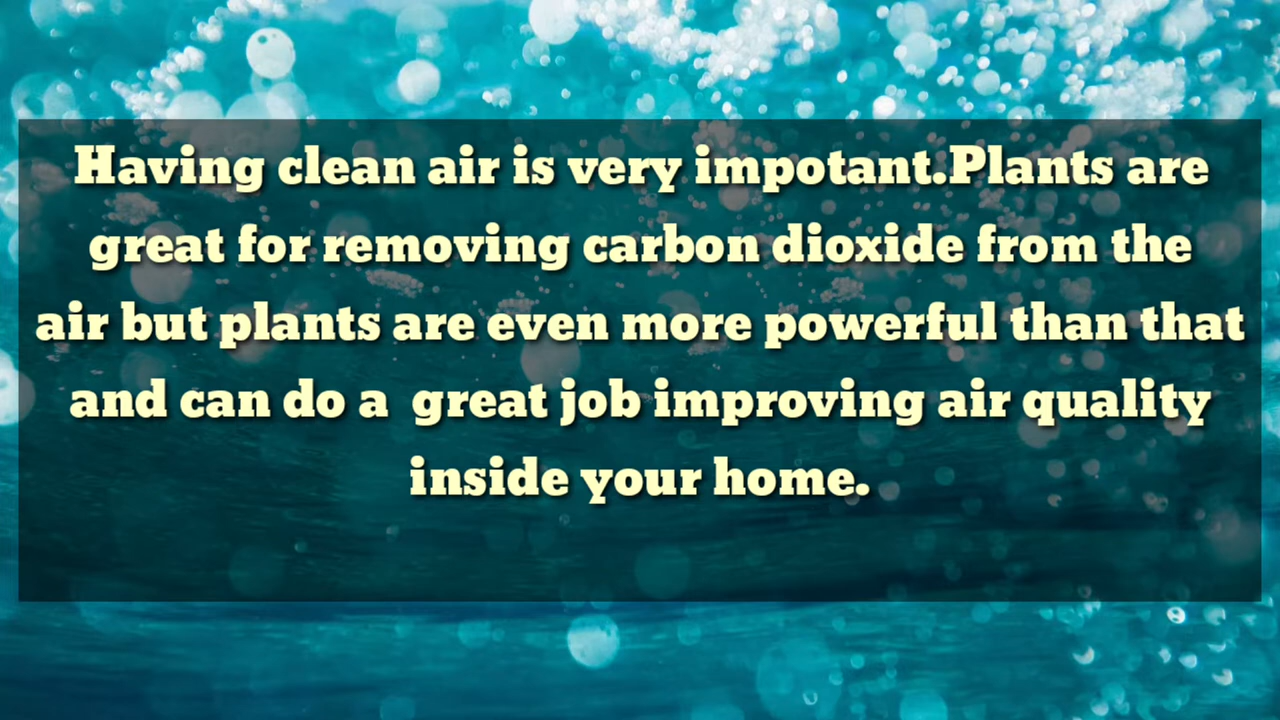 Having clean air is very impotant.Plants are
great for removing carbon dioxide from the
air but plants are even more powerful than that
and can do a  great job improving air quality
inside your home.